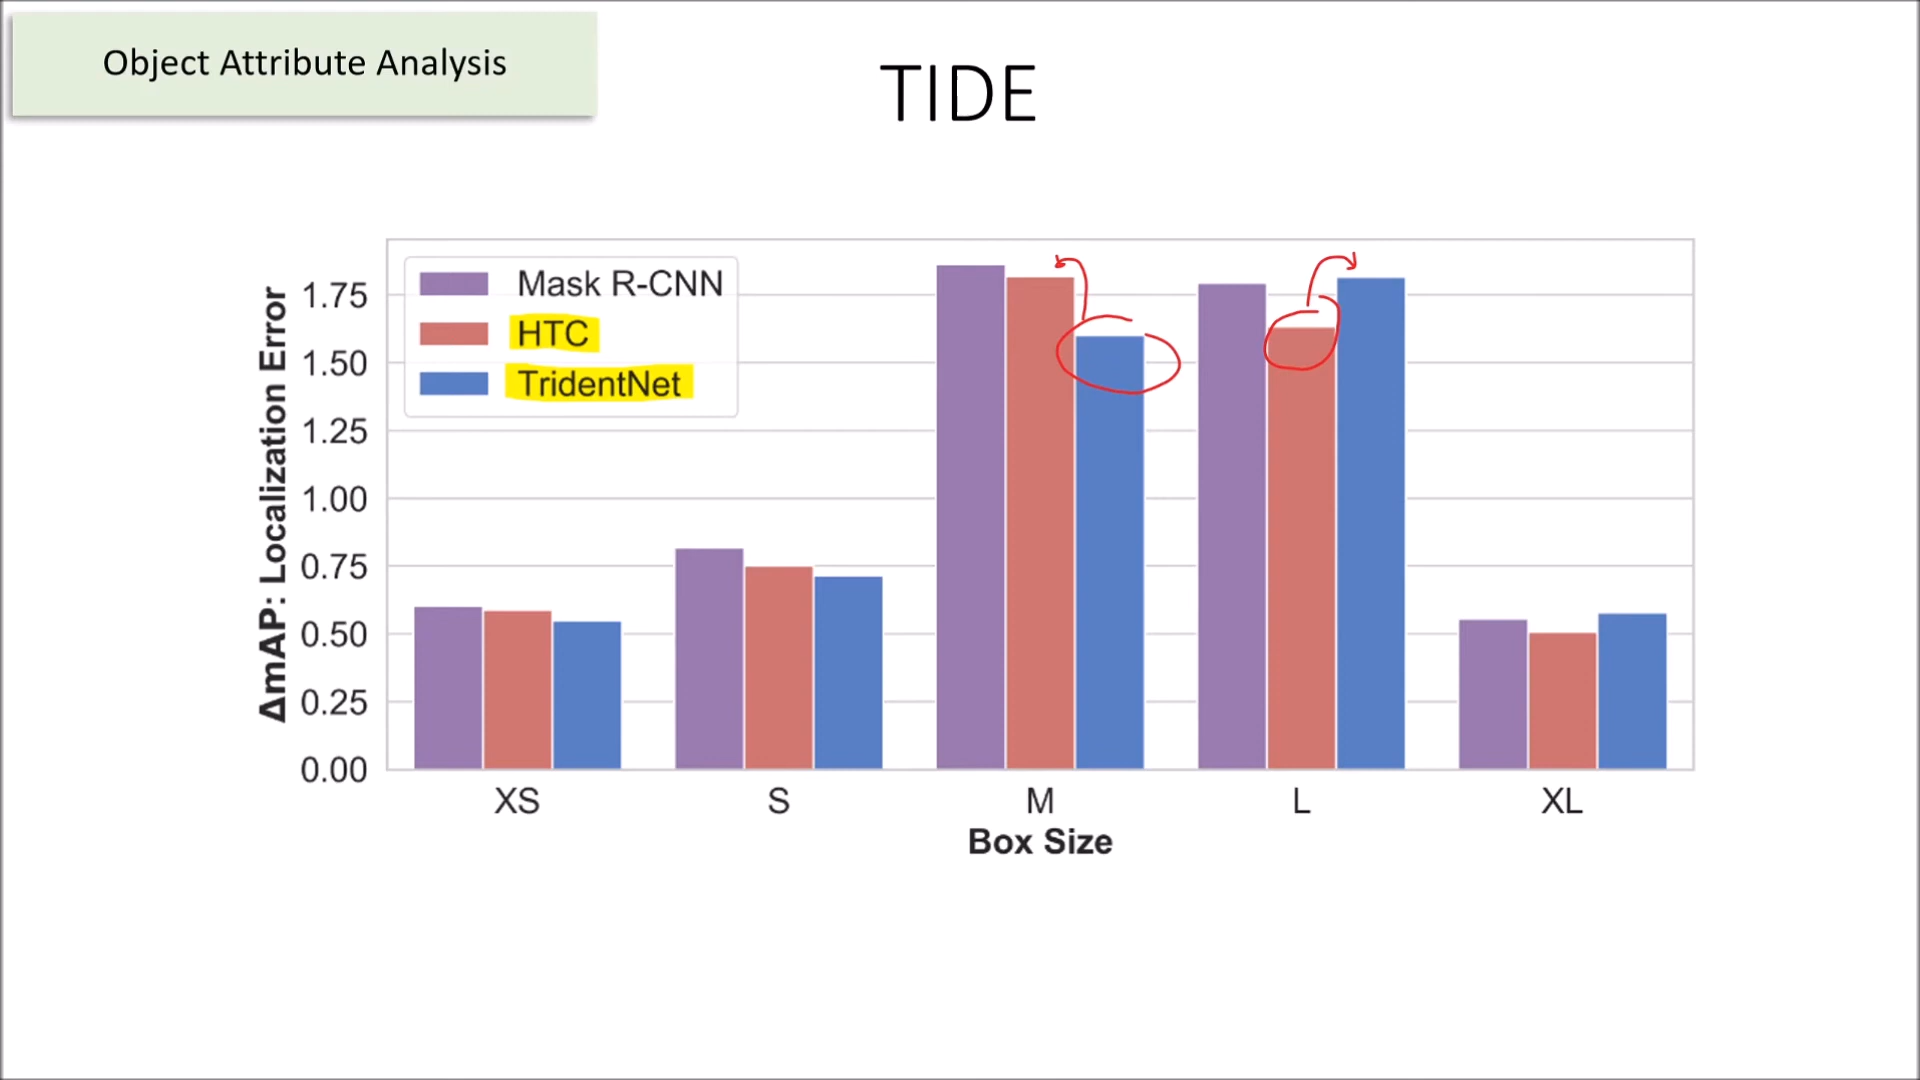 Object Attribute Analysis
TIDE
Mask R-CNN
HTC
TridentNet
ΔmAP: Localization Error
1.75
1.50
1.25
1.00
0.75
0.50
0.25
0.00
XS S M L XL
Box Size